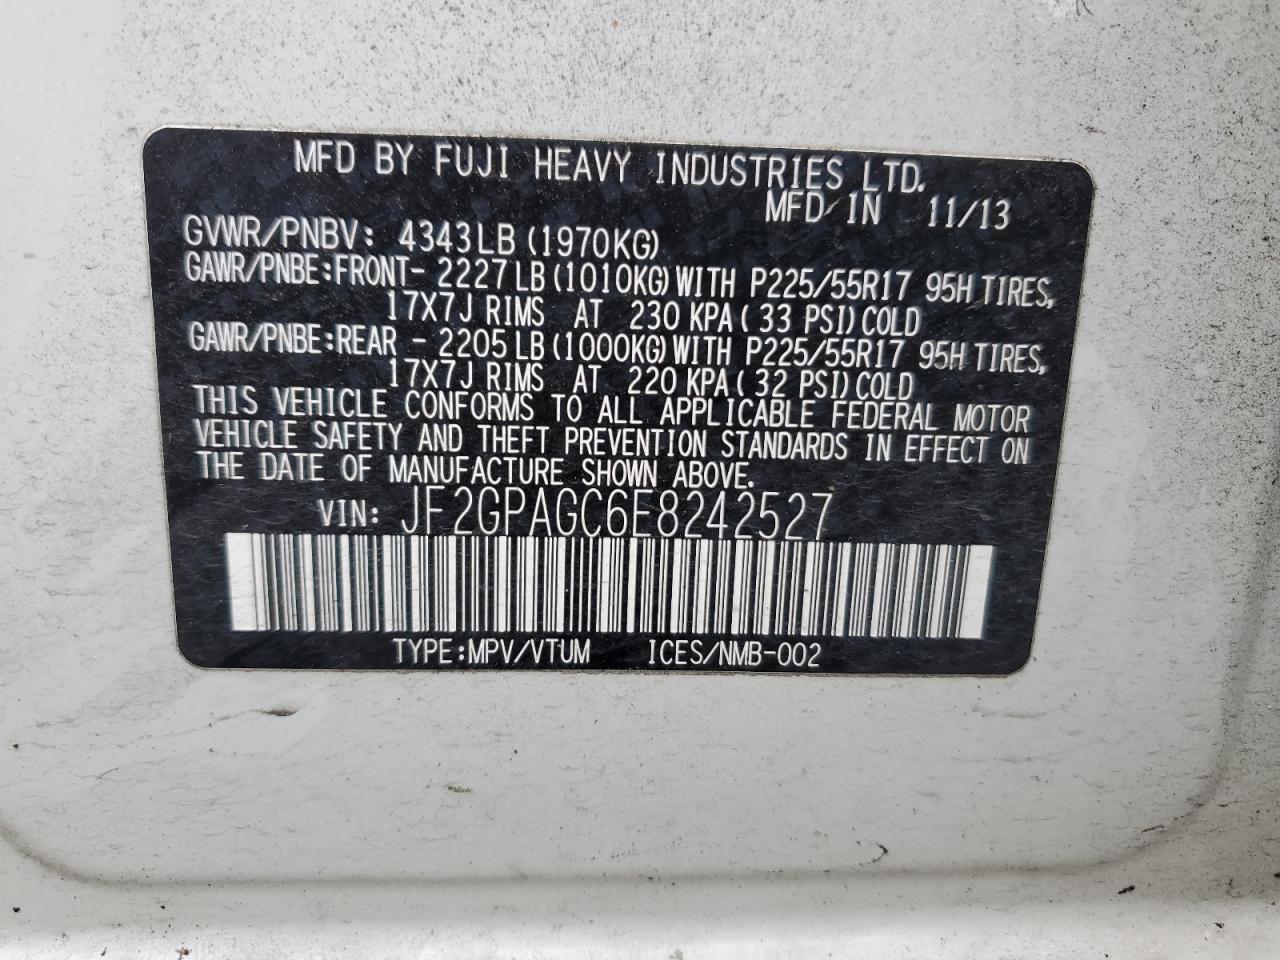 MFD BY FUJI HEAVY INDUSTRIES LTD.
MFD IN 11/13
GVWR/PNBV: 4343LB (1970KG)
GAWR/PNBE:FRONT- 2227LB (1010KG) WITH P225/55R17 95H TIRES,
17X7J RIMS AT 230 KPA ( 33 PSI) COLD
GAWR/PNBE:REAR - 2205LB (1000KG) WITH P225/55R17 95H TIRES,
17X7J RIMS AT 220 KPA ( 32 PSI) COLD
THIS VEHICLE CONFORMS TO ALL APPLICABLE FEDERAL MOTOR
VEHICLE SAFETY AND THEFT PREVENTION STANDARDS IN EFFECT ON
THE DATE OF MANUFACTURE SHOWN ABOVE.
VIN: JF2GPAGC6E8242527
TYPE:MPV/VTUM ICES/NMB-002